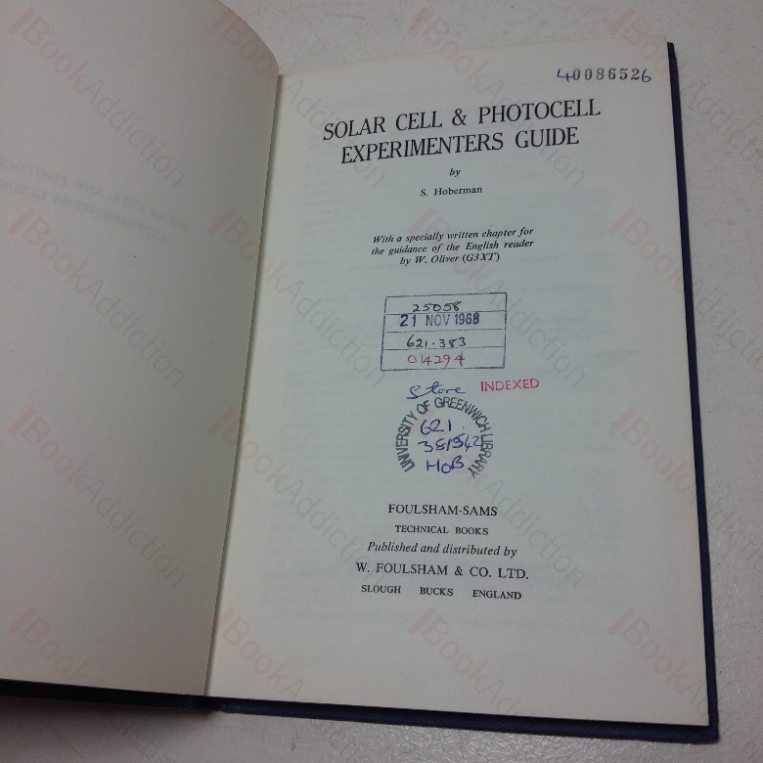 40086526
SOLAR CELL & PHOTOCELL
EXPERIMENTERS GUIDE
by
S. Hoberman
With a specially written chapter for
the guidance of the English reader
by W. Oliver (G3XT)
25058
21 NOV 1968
621.383
014294
Store INDEXED
UNIVERSITY OF GREENWICH LIBRARY
621.
381542
HOB
FOULSHAM-SAMS
TECHNICAL BOOKS
Published and distributed by
W. FOULSHAM & CO. LTD.
SLOUGH BUCKS ENGLAND
BookAddiction